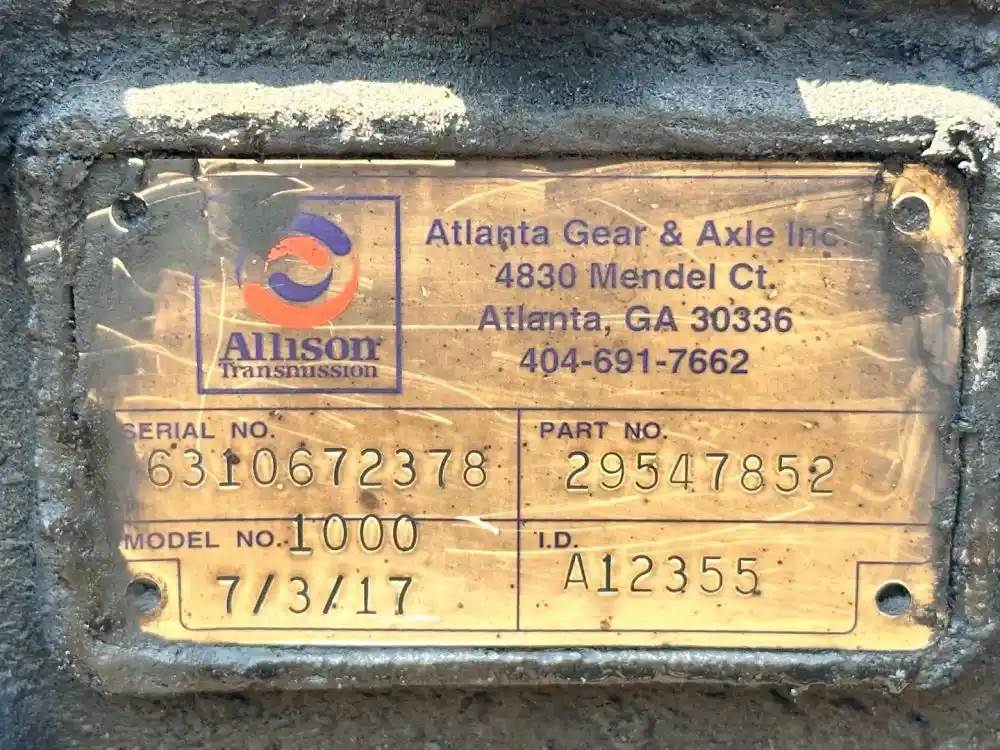 Atlanta Gear & Axle Inc.
4830 Mendel Ct.
Atlanta, GA 30336
404-691-7662
Allison
Transmission
SERIAL NO.
6310672378
PART NO.
29547852
MODEL NO. 1000
7/3/17
I.D.
A12355